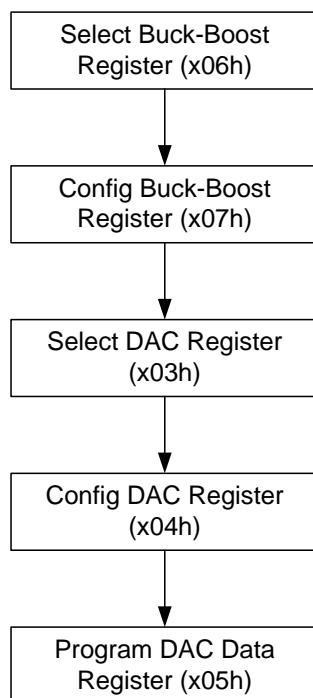 Select Buck-Boost
Register (x06h)
Config Buck-Boost
Register (x07h)
Select DAC Register
(x03h)
Config DAC Register
(x04h)
Program DAC Data
Register (x05h)